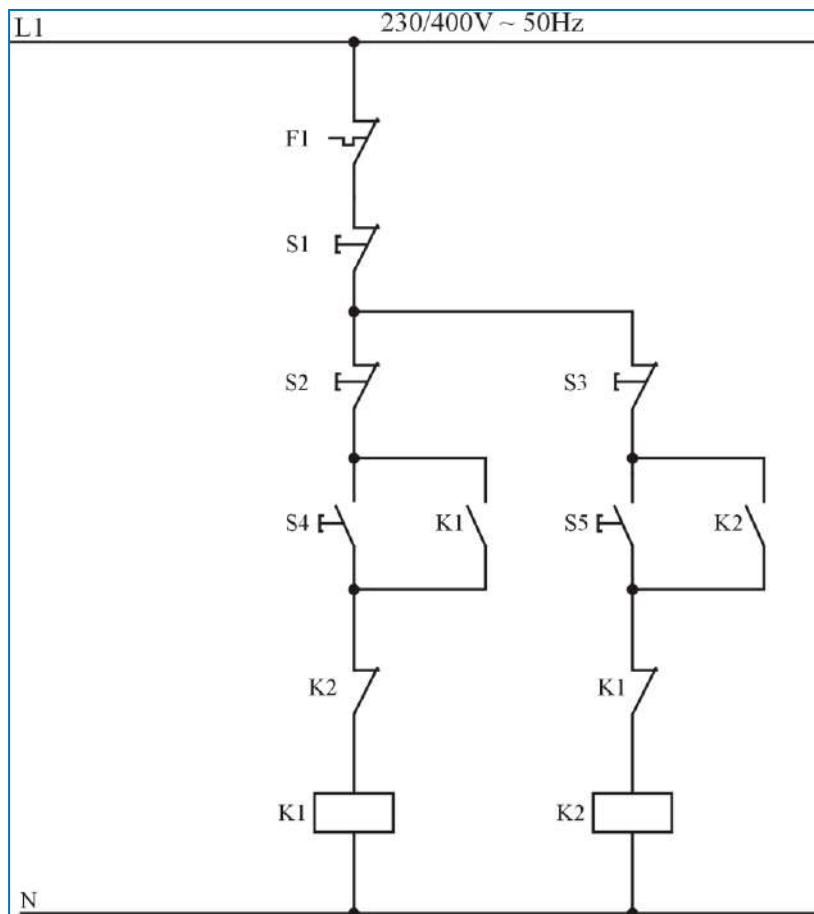 L1 230/400V ~ 50Hz
F1
S1
S2 S3
S4 K1 S5 K2
K2 K1
K1 K2
N